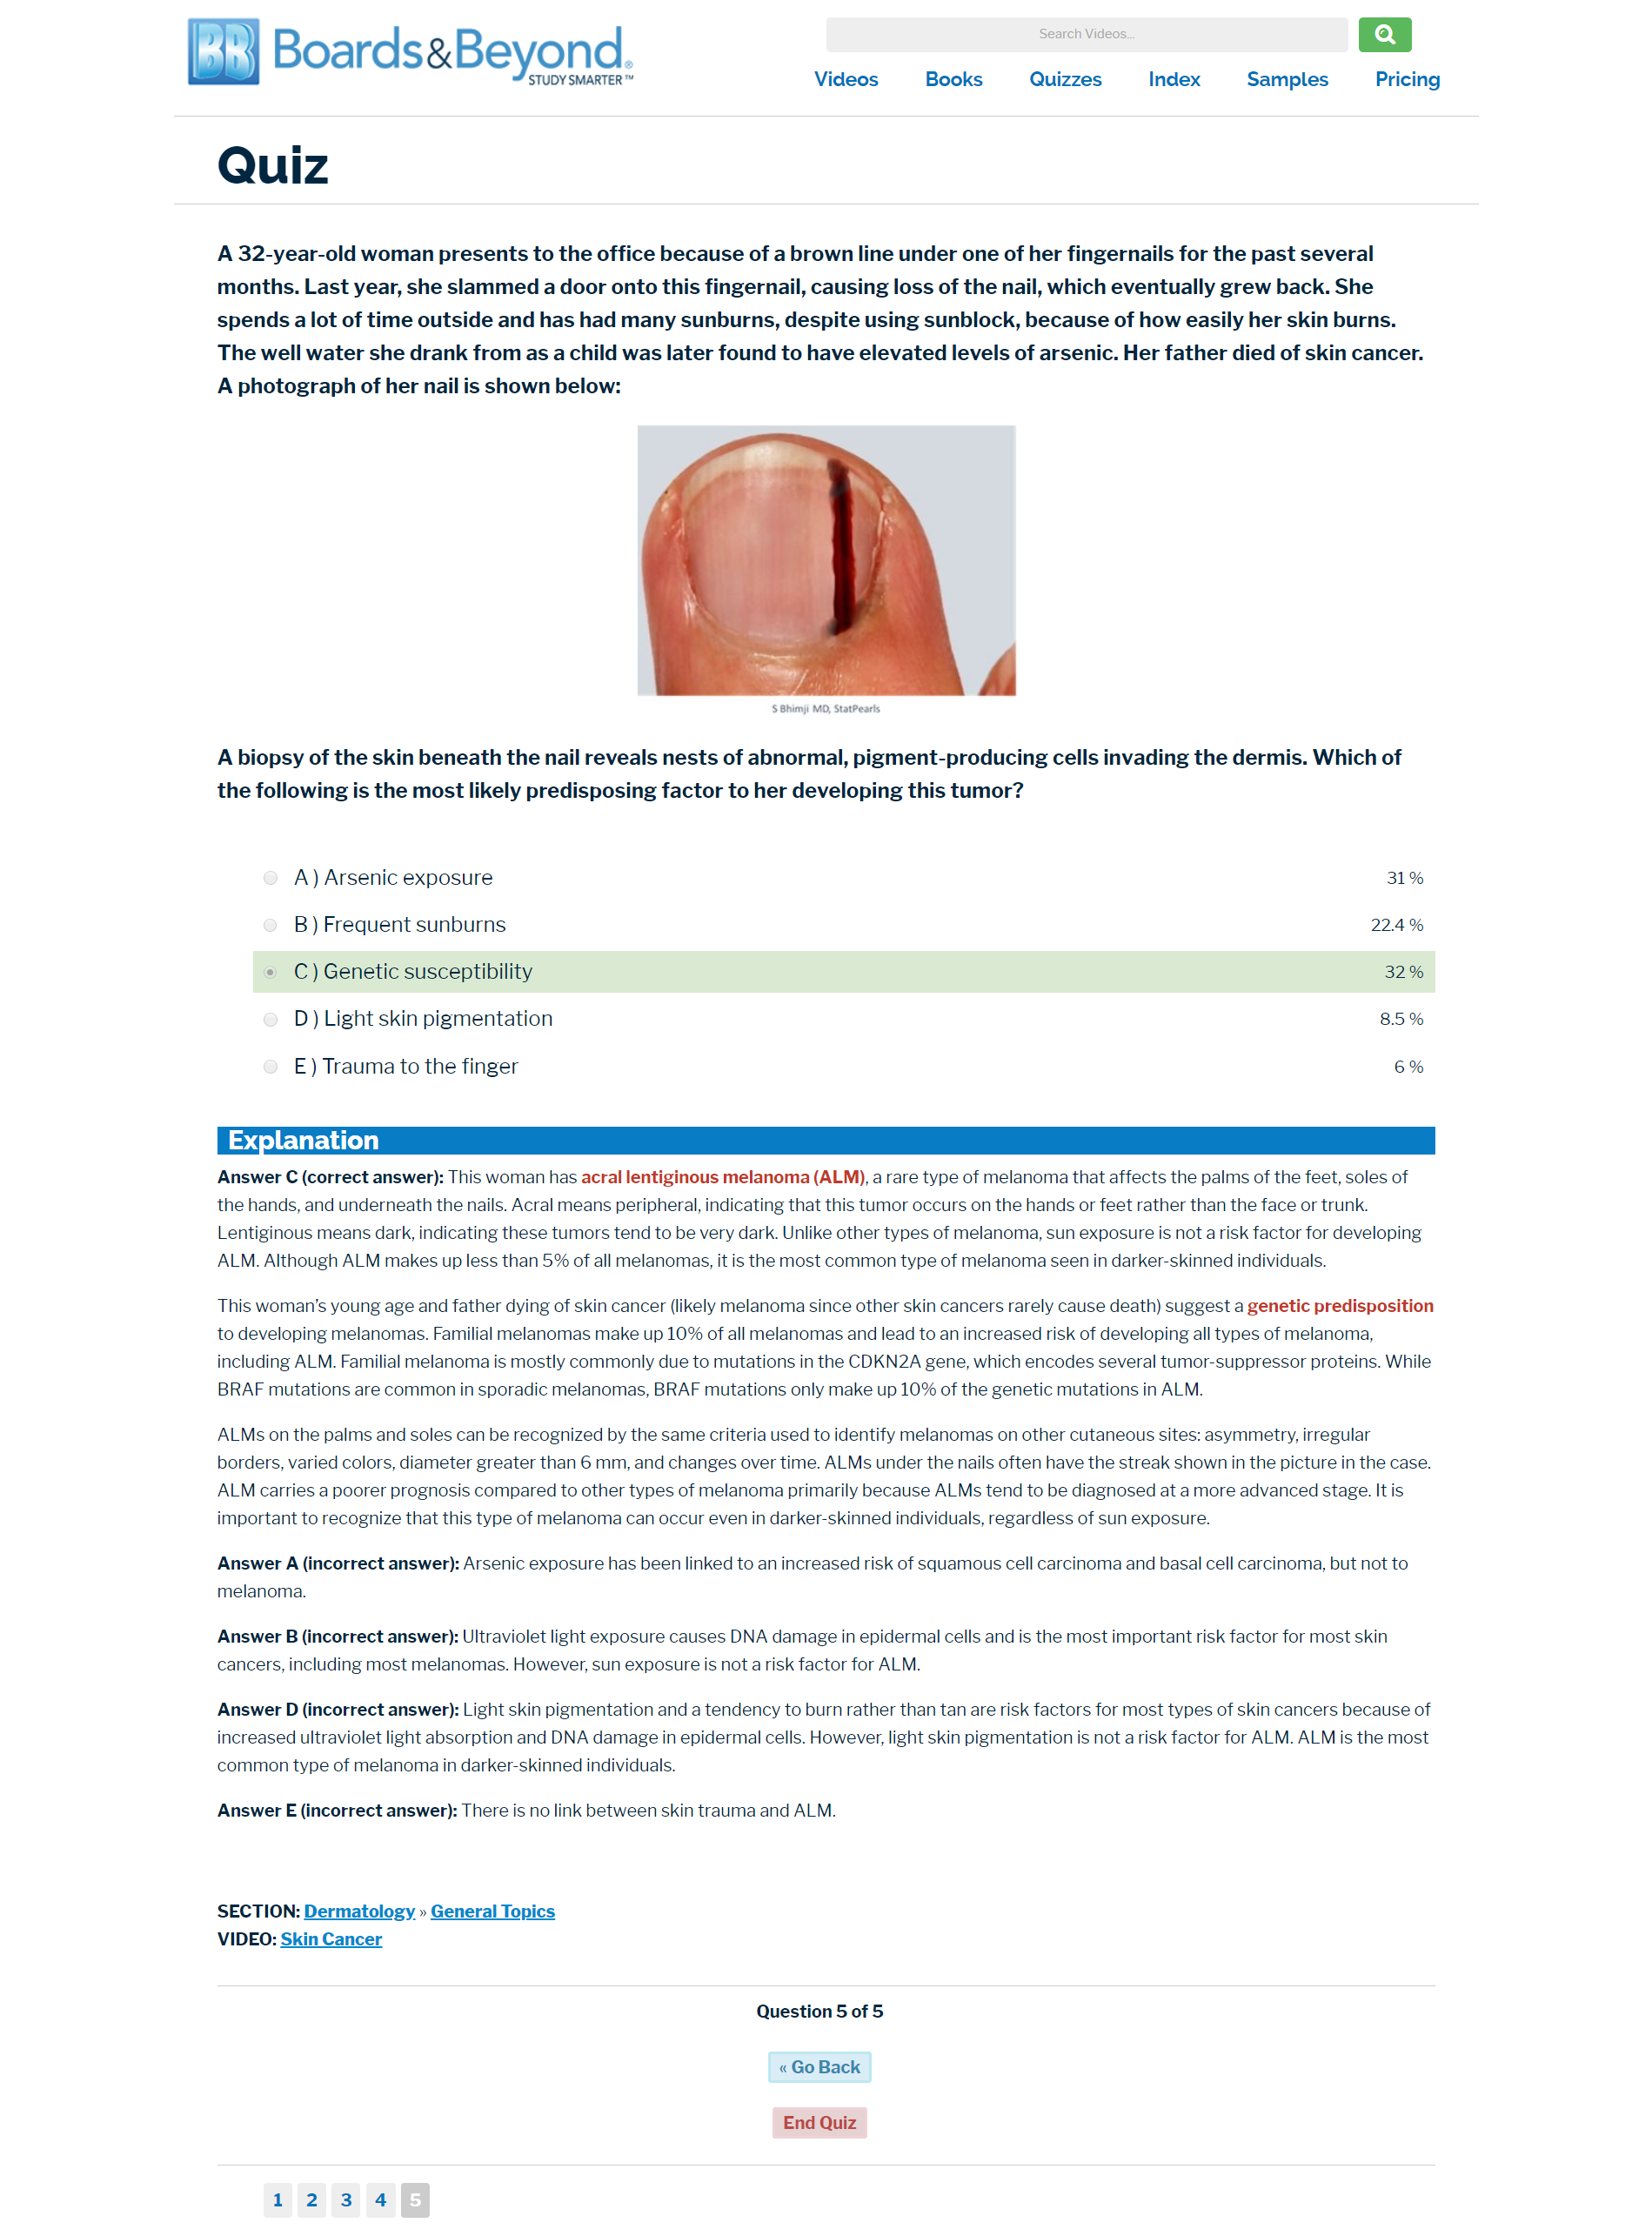 BB Boards&Beyond®
STUDY SMARTER™
Search Videos...
Videos Books Quizzes Index Samples Pricing
Quiz
A 32-year-old woman presents to the office because of a brown line under one of her fingernails for the past several
months. Last year, she slammed a door onto this fingernail, causing loss of the nail, which eventually grew back. She
spends a lot of time outside and has had many sunburns, despite using sunblock, because of how easily her skin burns.
The well water she drank from as a child was later found to have elevated levels of arsenic. Her father died of skin cancer.
A photograph of her nail is shown below:
S Bhimji MD, StatPearls
A biopsy of the skin beneath the nail reveals nests of abnormal, pigment-producing cells invading the dermis. Which of
the following is the most likely predisposing factor to her developing this tumor?
A ) Arsenic exposure 31 %
B ) Frequent sunburns 22.4 %
C ) Genetic susceptibility 32 %
D ) Light skin pigmentation 8.5 %
E ) Trauma to the finger 6 %
Explanation
Answer C (correct answer): This woman has acral lentiginous melanoma (ALM), a rare type of melanoma that affects the palms of the feet, soles of
the hands, and underneath the nails. Acral means peripheral, indicating that this tumor occurs on the hands or feet rather than the face or trunk.
Lentiginous means dark, indicating these tumors tend to be very dark. Unlike other types of melanoma, sun exposure is not a risk factor for developing
ALM. Although ALM makes up less than 5% of all melanomas, it is the most common type of melanoma seen in darker-skinned individuals.
This woman's young age and father dying of skin cancer (likely melanoma since other skin cancers rarely cause death) suggest a genetic predisposition
to developing melanomas. Familial melanomas make up 10% of all melanomas and lead to an increased risk of developing all types of melanoma,
including ALM. Familial melanoma is mostly commonly due to mutations in the CDKN2A gene, which encodes several tumor-suppressor proteins. While
BRAF mutations are common in sporadic melanomas, BRAF mutations only make up 10% of the genetic mutations in ALM.
ALMs on the palms and soles can be recognized by the same criteria used to identify melanomas on other cutaneous sites: asymmetry, irregular
borders, varied colors, diameter greater than 6 mm, and changes over time. ALMs under the nails often have the streak shown in the picture in the case.
ALM carries a poorer prognosis compared to other types of melanoma primarily because ALMs tend to be diagnosed at a more advanced stage. It is
important to recognize that this type of melanoma can occur even in darker-skinned individuals, regardless of sun exposure.
Answer A (incorrect answer): Arsenic exposure has been linked to an increased risk of squamous cell carcinoma and basal cell carcinoma, but not to
melanoma.
Answer B (incorrect answer): Ultraviolet light exposure causes DNA damage in epidermal cells and is the most important risk factor for most skin
cancers, including most melanomas. However, sun exposure is not a risk factor for ALM.
Answer D (incorrect answer): Light skin pigmentation and a tendency to burn rather than tan are risk factors for most types of skin cancers because of
increased ultraviolet light absorption and DNA damage in epidermal cells. However, light skin pigmentation is not a risk factor for ALM. ALM is the most
common type of melanoma in darker-skinned individuals.
Answer E (incorrect answer): There is no link between skin trauma and ALM.
SECTION: Dermatology » General Topics
VIDEO: Skin Cancer
Question 5 of 5
« Go Back
End Quiz
1 2 3 4 5